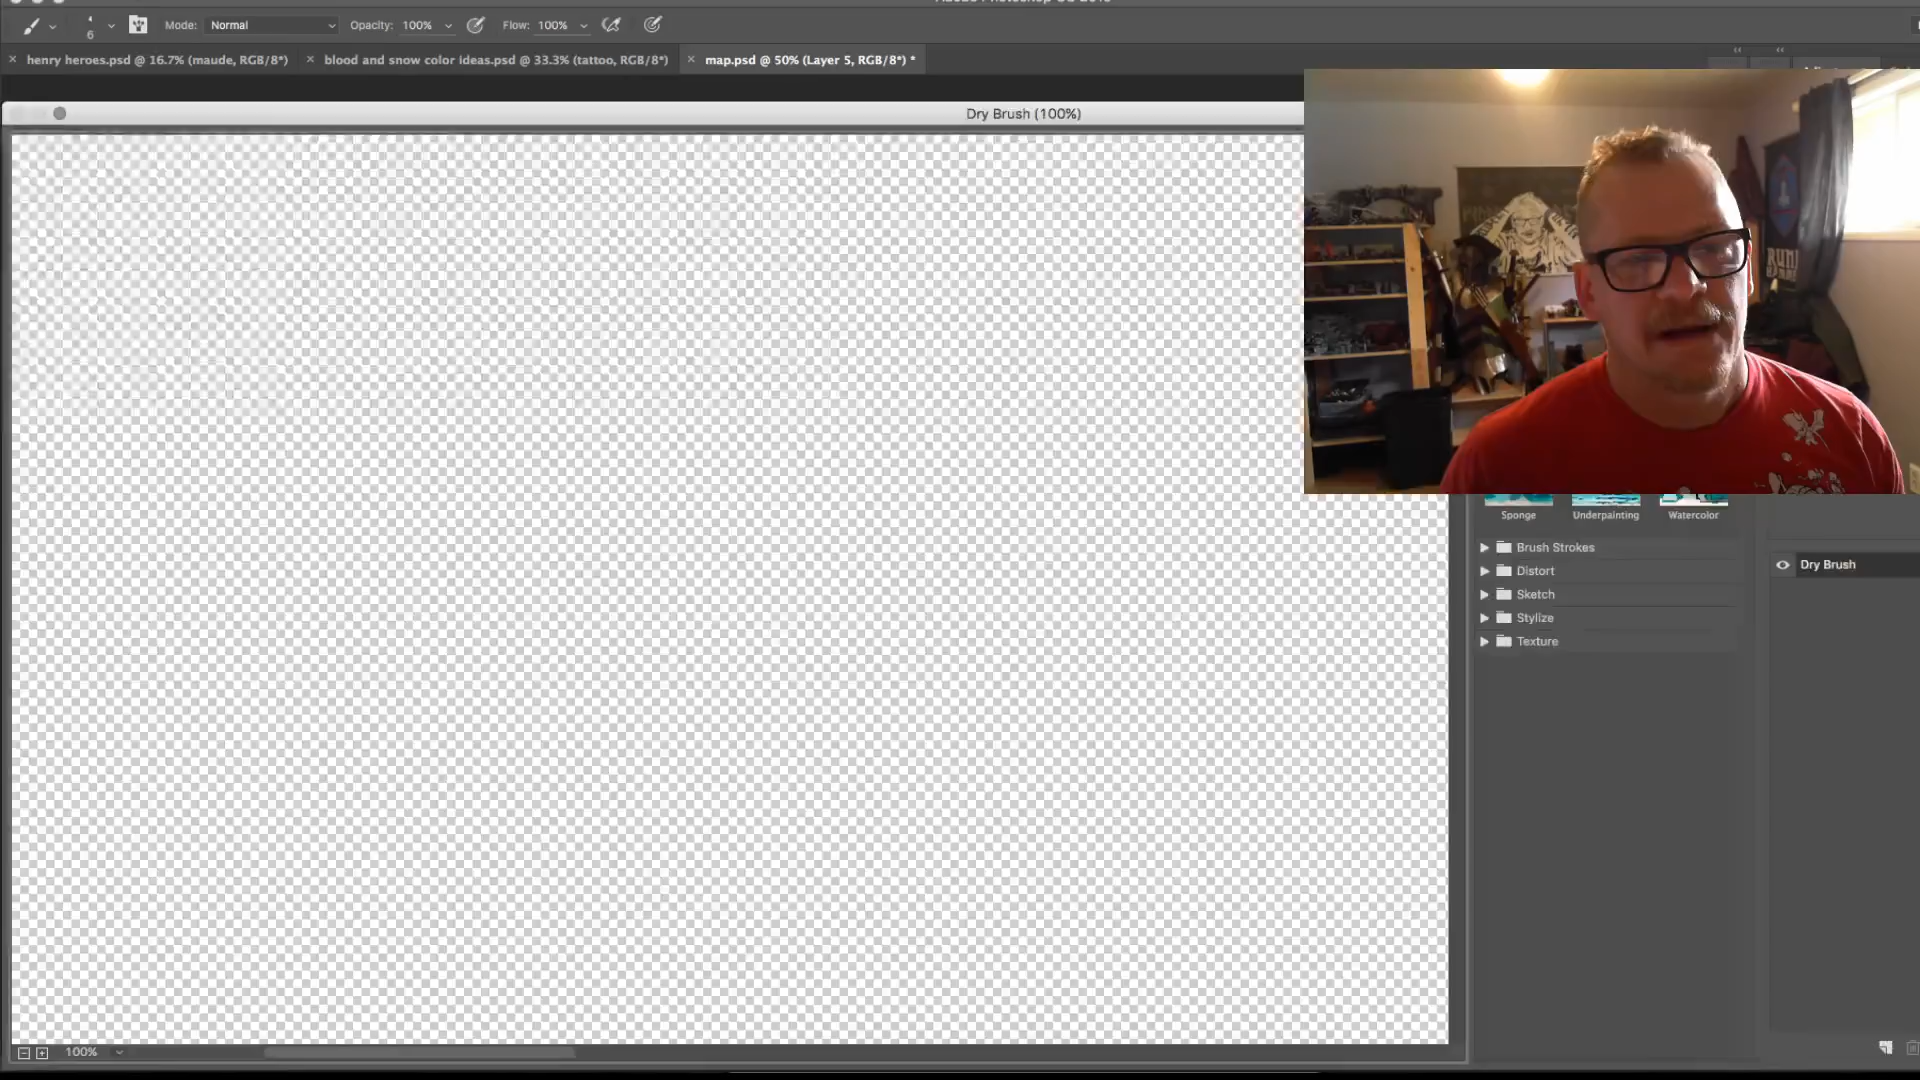 6 Mode: Normal Opacity: 100% Flow: 100%
henry heroes.psd @ 16.7% (maude, RGB/8*) blood and snow color ideas.psd @ 33.3% (tattoo, RGB/8*) map.psd @ 50% (Layer 5, RGB/8*) *
Dry Brush (100%)
Sponge Underpainting Watercolor
Brush Strokes
Distort
Sketch
Stylize
Texture
Dry Brush
100%